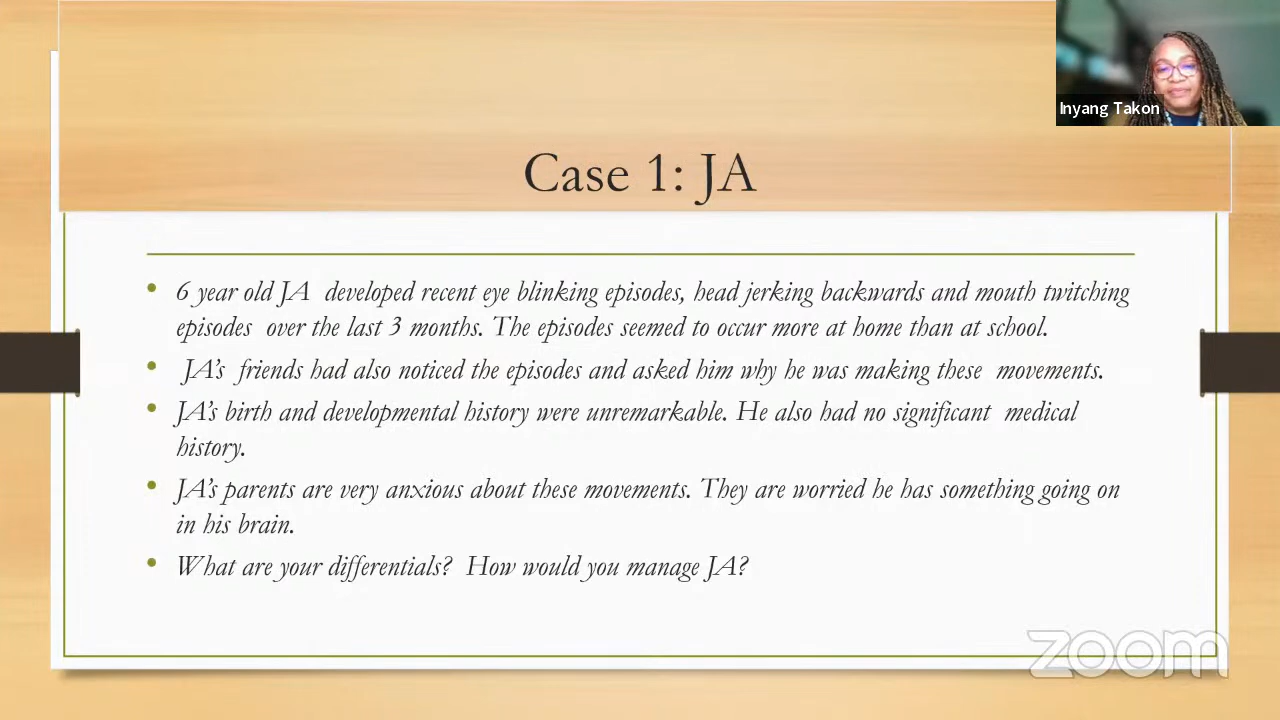 Inyang Takon
Case 1: JA
• 6 year old JA developed recent eye blinking episodes, head jerking backwards and mouth twitching
episodes over the last 3 months. The episodes seemed to occur more at home than at school.
• JA's friends had also noticed the episodes and asked him why he was making these movements.
• JA's birth and developmental history were unremarkable. He also had no significant medical
history.
• JA's parents are very anxious about these movements. They are worried he has something going on
in his brain.
• What are your differentials? How would you manage JA?
zoom